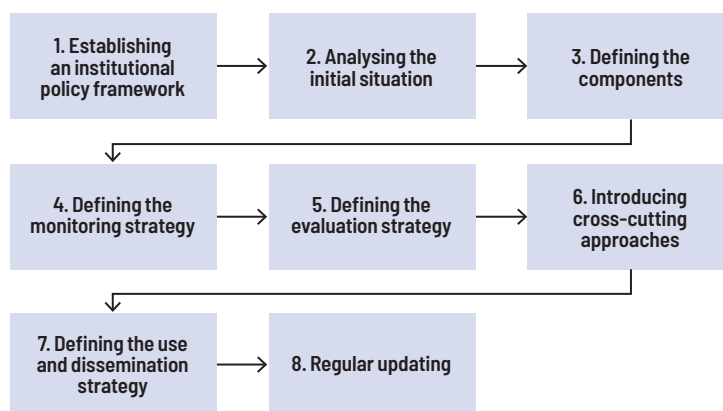 1. Establishing
an institutional
policy framework
2. Analysing the
initial situation
3. Defining the
components
4. Defining the
monitoring strategy
5. Defining the
evaluation strategy
6. Introducing
cross-cutting
approaches
7. Defining the use
and dissemination
strategy
8. Regular updating